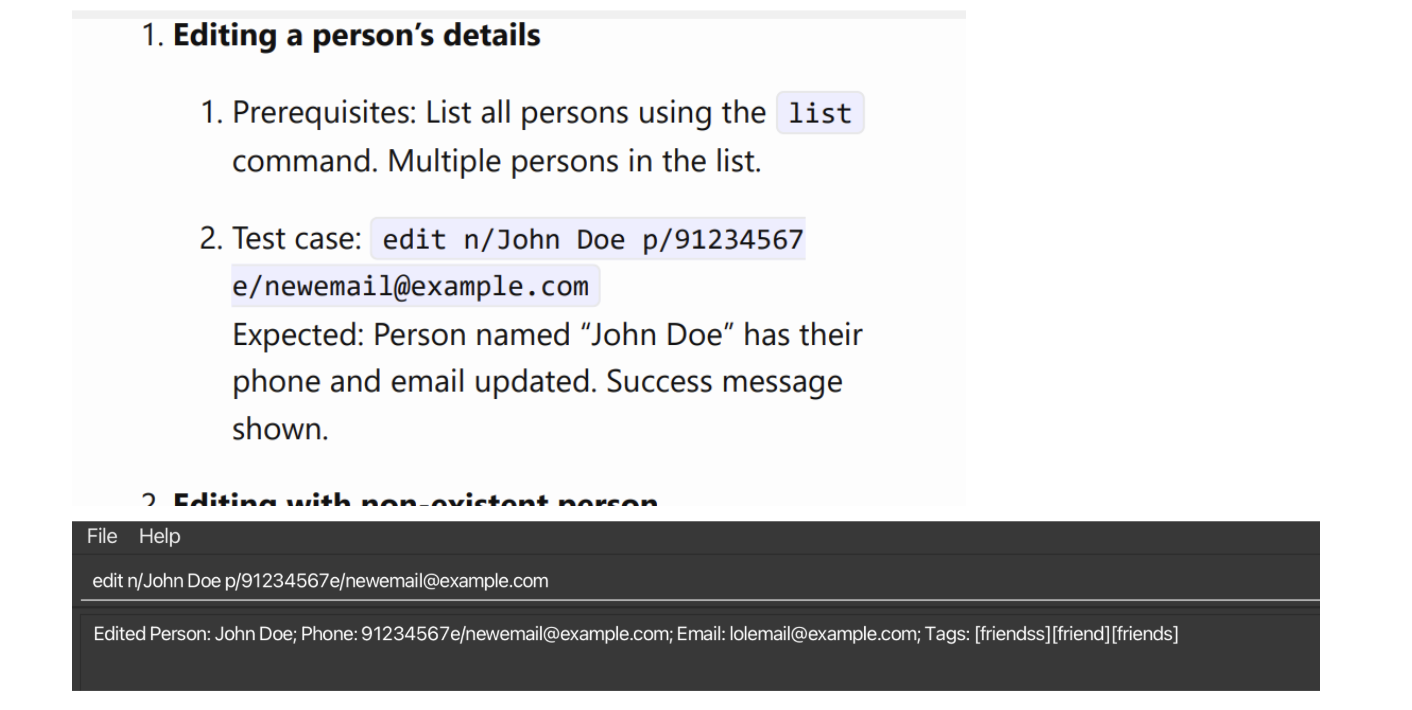 1. Editing a person’s details
1. Prerequisites: List all persons using the list
command. Multiple persons in the list.
2. Test case: edit n/John Doe p/91234567
e/newemail@example.com
Expected: Person named “John Doe” has their
phone and email updated. Success message
shown.
2. Editing with non-existent person
File Help
edit n/John Doe p/91234567e/newemail@example.com
Edited Person: John Doe; Phone: 91234567e/newemail@example.com; Email: lolemail@example.com; Tags: [friendss][friend][friends]